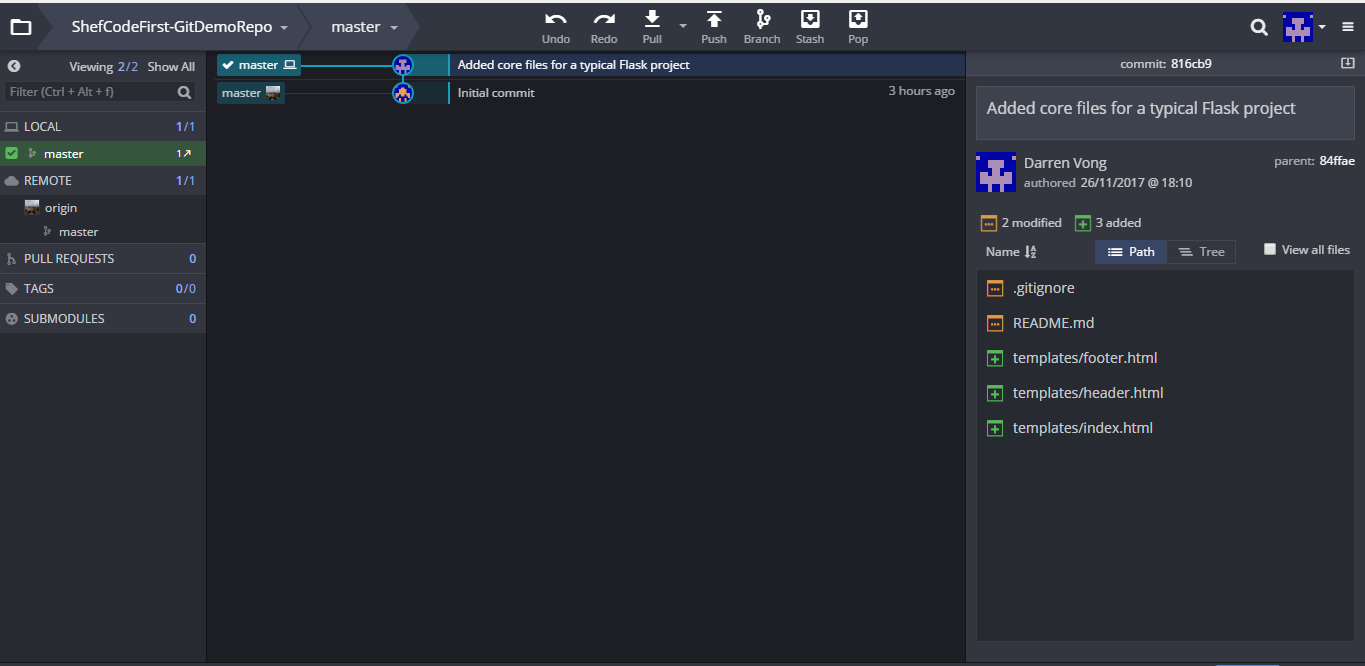 ShefCodeFirst-GitDemoRepo master
Undo Redo Pull Push Branch Stash Pop
Viewing 2/2 Show All
Filter (Ctrl + Alt + f)
LOCAL 1/1
master 1↗
REMOTE 1/1
origin
master
PULL REQUESTS 0
TAGS 0/0
SUBMODULES 0
master Added core files for a typical Flask project
master Initial commit 3 hours ago
commit: 816cb9
Added core files for a typical Flask project
Darren Vong parent: 84ffae
authored 26/11/2017 @ 18:10
2 modified 3 added
Name Path Tree View all files
.gitignore
README.md
templates/footer.html
templates/header.html
templates/index.html